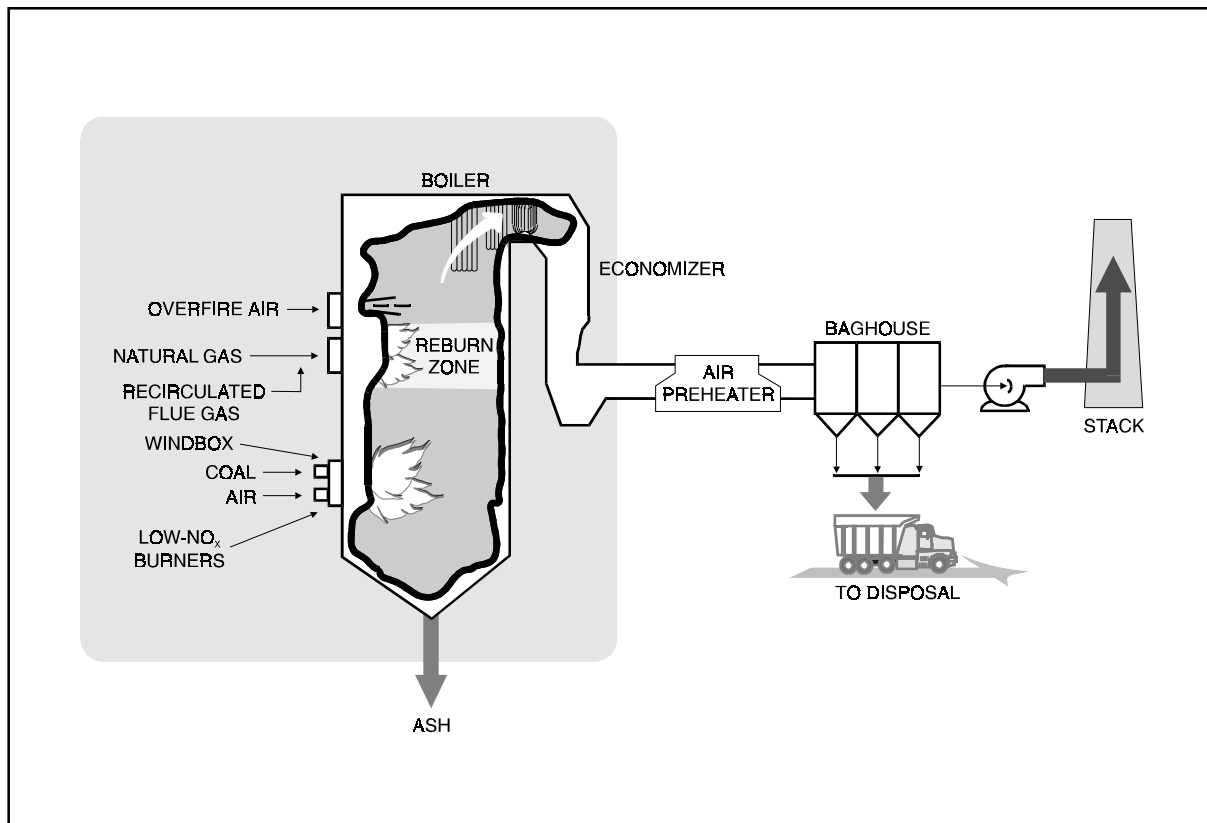 BOILER
ECONOMIZER
OVERFIRE AIR
NATURAL GAS
RECIRCULATED
FLUE GAS
WINDBOX
COAL
AIR
LOW-NOₓ
BURNERS
REBURN
ZONE
AIR
PREHEATER
BAGHOUSE
STACK
TO DISPOSAL
ASH